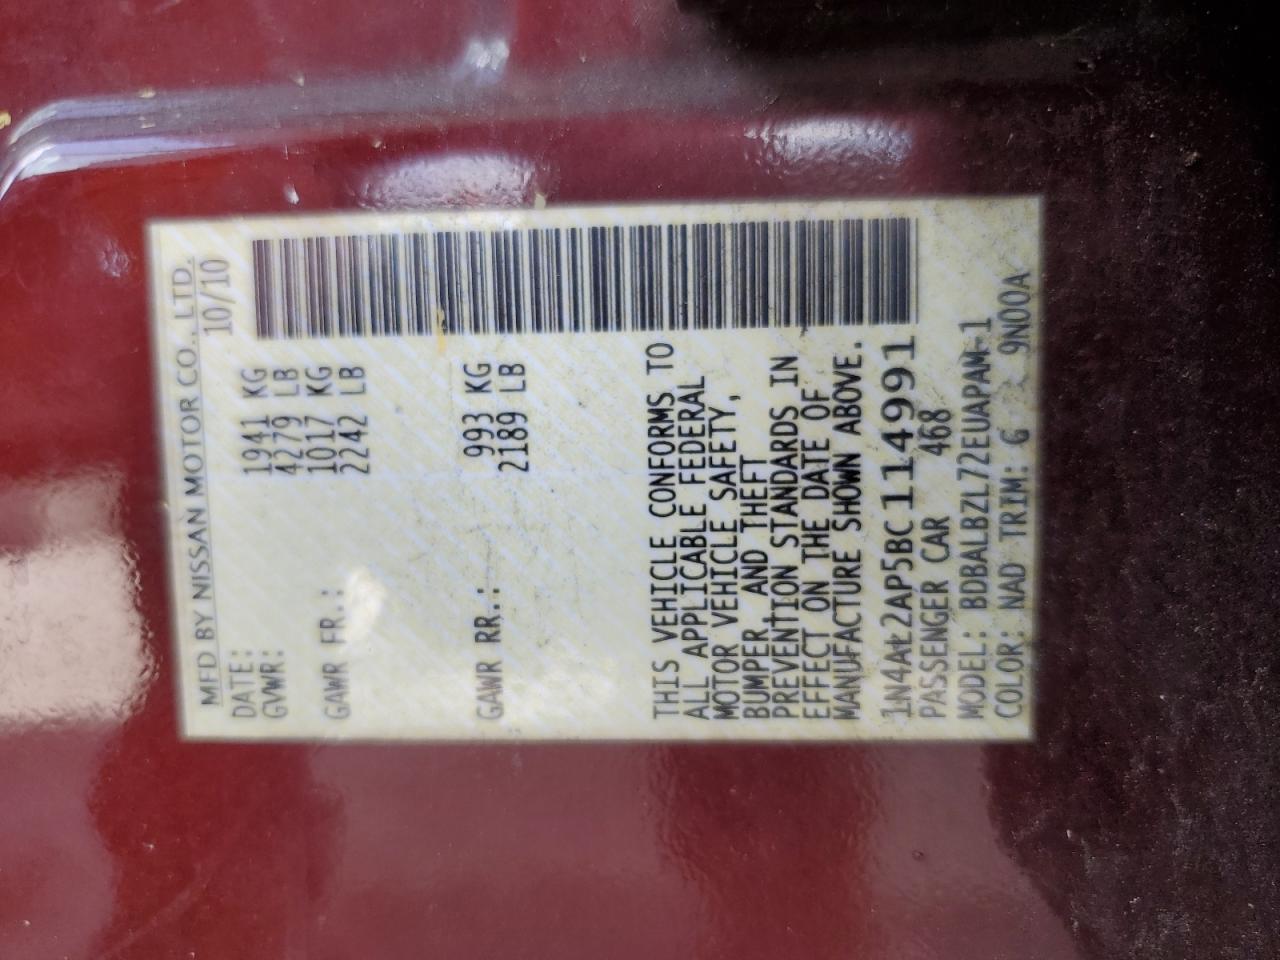 MFD BY NISSAN MOTOR CO., LTD.
DATE: 10/10
GVWR: 1941 KG
4279 LB
GAWR FR.: 1017 KG
2242 LB
GAWR RR.: 993 KG
2189 LB
THIS VEHICLE CONFORMS TO
ALL APPLICABLE FEDERAL
MOTOR VEHICLE SAFETY,
BUMPER, AND THEFT
PREVENTION STANDARDS IN
EFFECT ON THE DATE OF
MANUFACTURE SHOWN ABOVE.
1N4AL2AP5BC114991
PASSENGER CAR 468
MODEL: BDBALBZL72EUAPAM-1
COLOR: NAD TRIM: G 9N00A